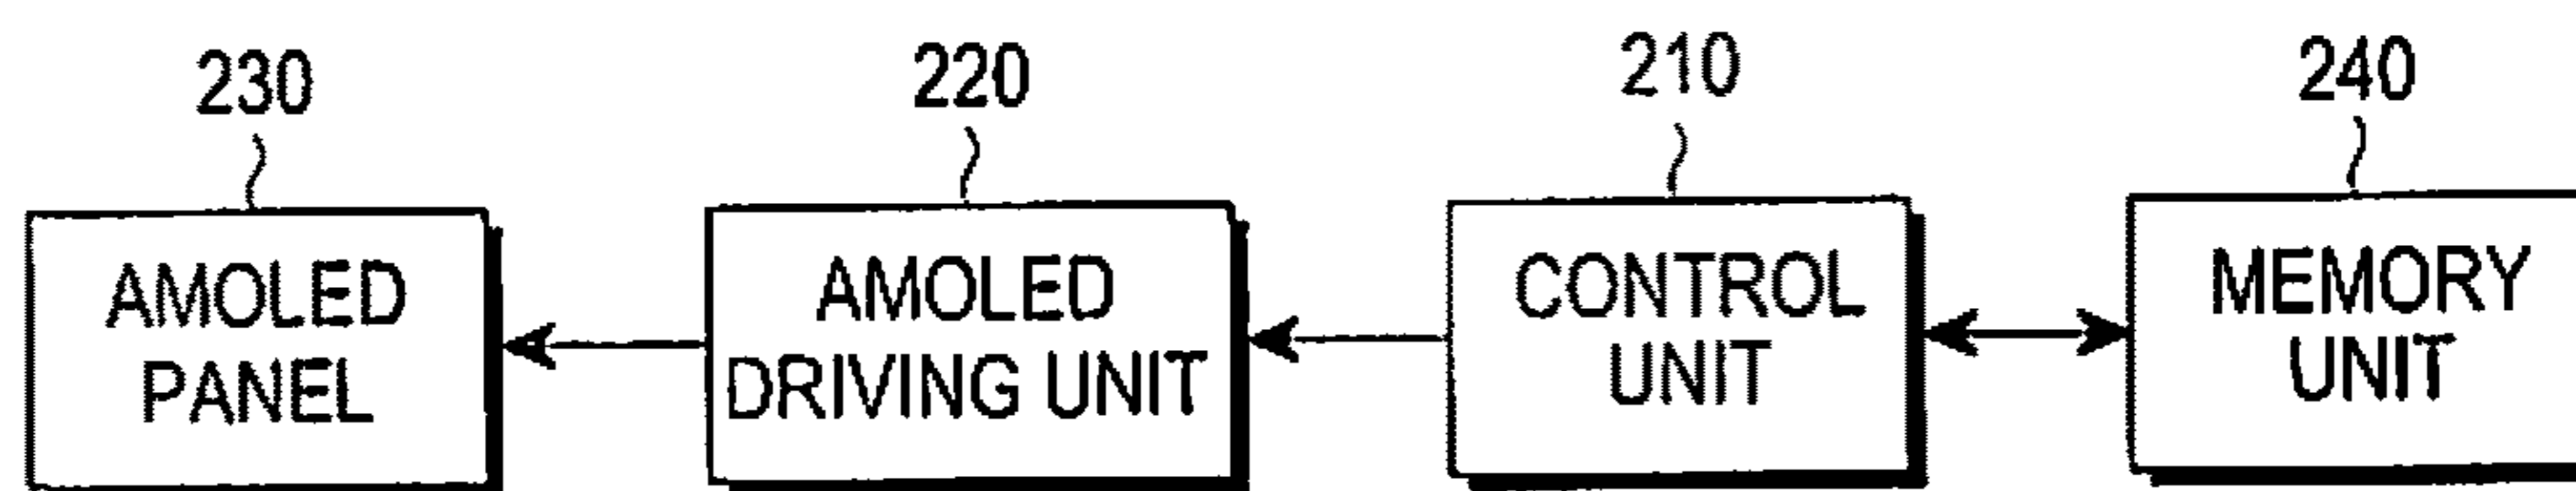 230
220
210
240
AMOLED
PANEL
AMOLED
DRIVING UNIT
CONTROL
UNIT
MEMORY
UNIT